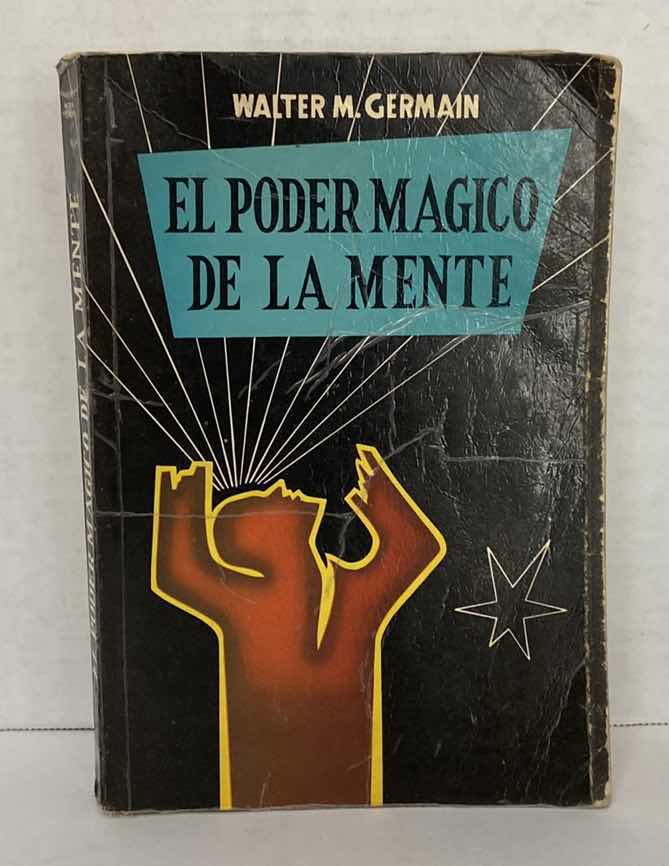 WALTER M. GERMAIN
EL PODER MAGICO
DE LA MENTE
EL PODER MAGICO DE LA MENTE